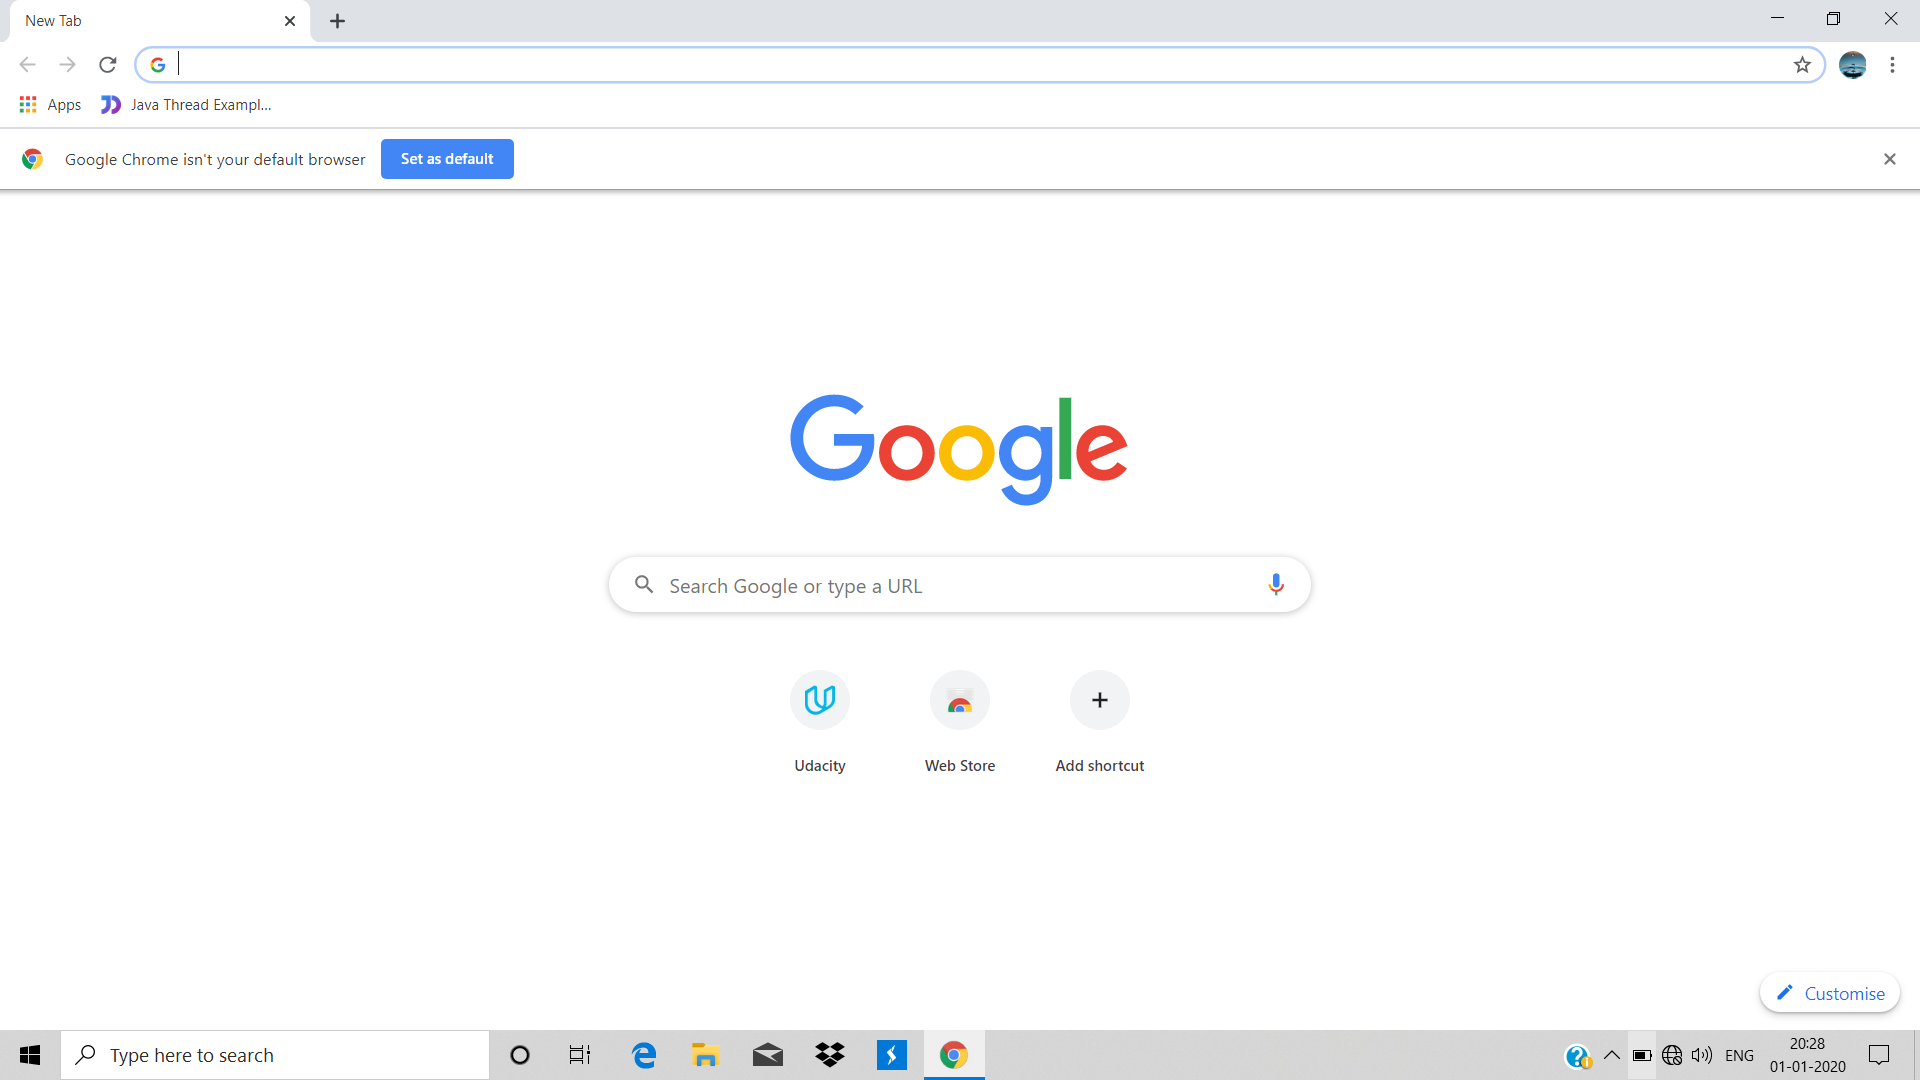 New Tab
Apps
Java Thread Exampl...
Google Chrome isn't your default browser
Set as default
Google
Search Google or type a URL
Udacity
Web Store
Add shortcut
Customise
Type here to search
ENG
20:28
01-01-2020